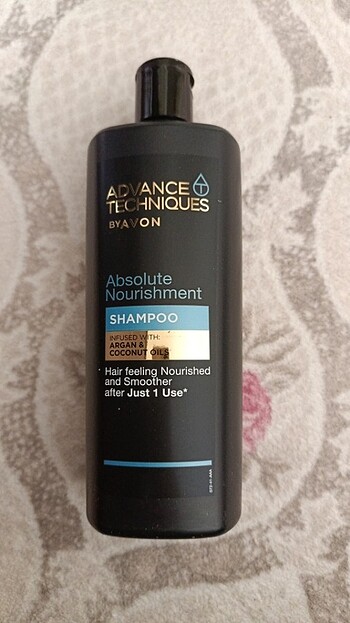 ADVANCE T
TECHNIQUES
BY AVON
Absolute
Nourishment
SHAMPOO
INFUSED WITH:
ARGAN &
COCONUT OILS
Hair feeling Nourished
and Smoother
after Just 1 Use*